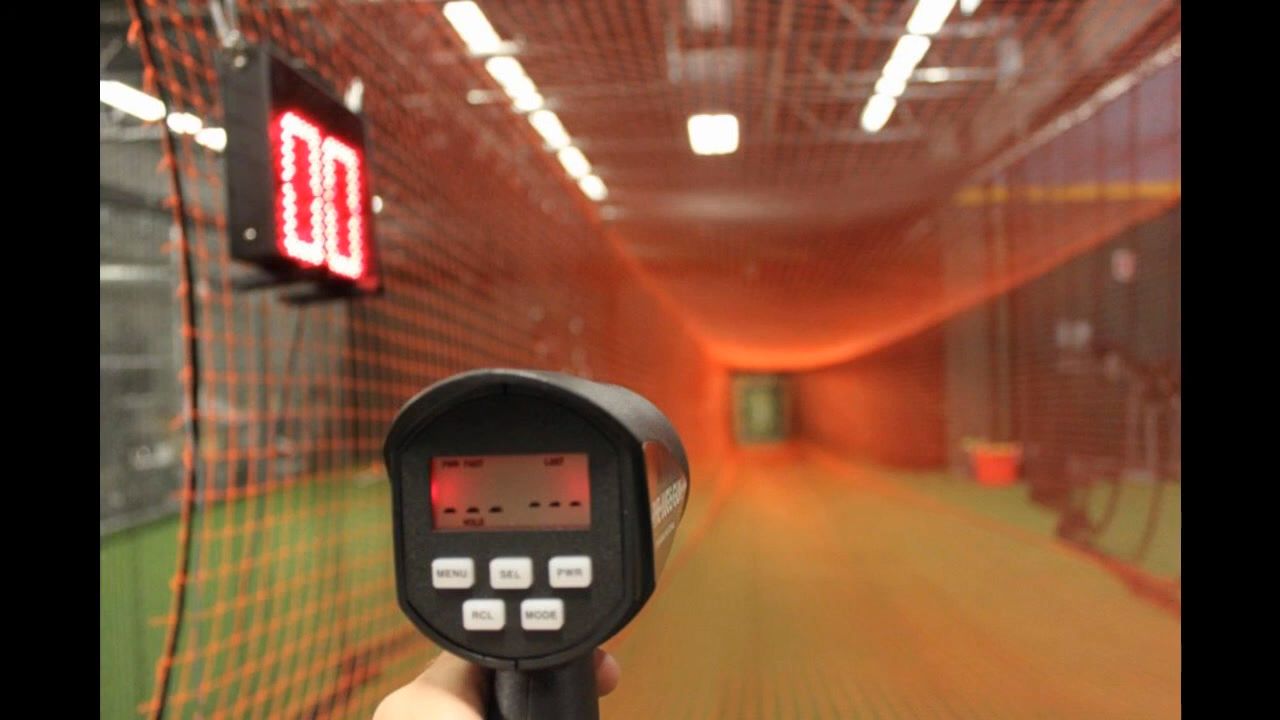 00
PWR FAST LAST
--- ---
HOLD
MENU SEL PWR
RCL MODE